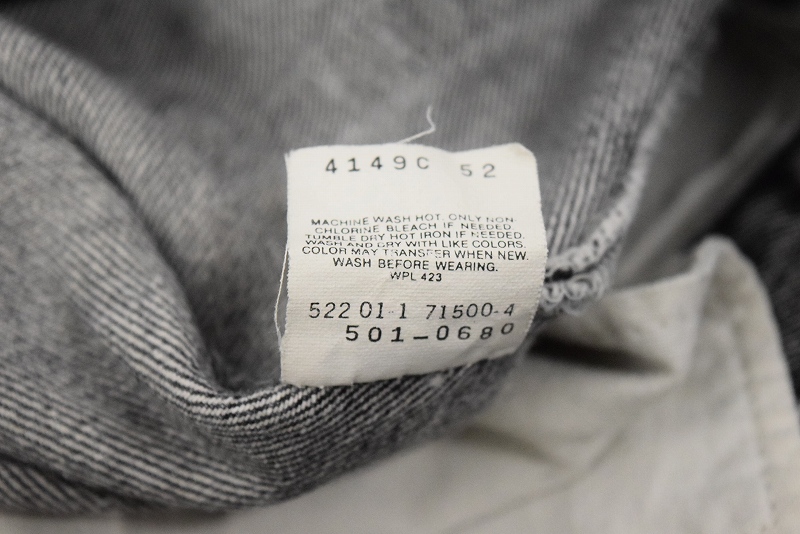 4149C 52
MACHINE WASH HOT. ONLY NON
CHLORINE BLEACH IF NEEDED.
TUMBLE DRY HOT IRON IF NEEDED.
WASH AND DRY WITH LIKE COLORS.
COLOR MAY TRANSFER WHEN NEW.
WASH BEFORE WEARING.
WPL 423
522 01-1 71500-4
501-0680